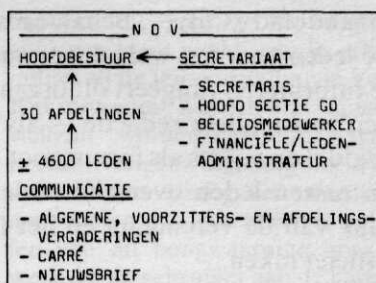 N O V
HOOFDBESTUUR SECRETARIAAT
- SECRETARIS
- HOOFD SECTIE GO
30 AFDELINGEN - BELEIDSMEDEWERKER
- FINANCIËLE/LEDEN-
± 4600 LEDEN ADMINISTRATEUR
COMMUNICATIE
- ALGEMENE, VOORZITTERS- EN AFDELINGS-
VERGADERINGEN
- CARRÉ
- NIEUWSBRIEF